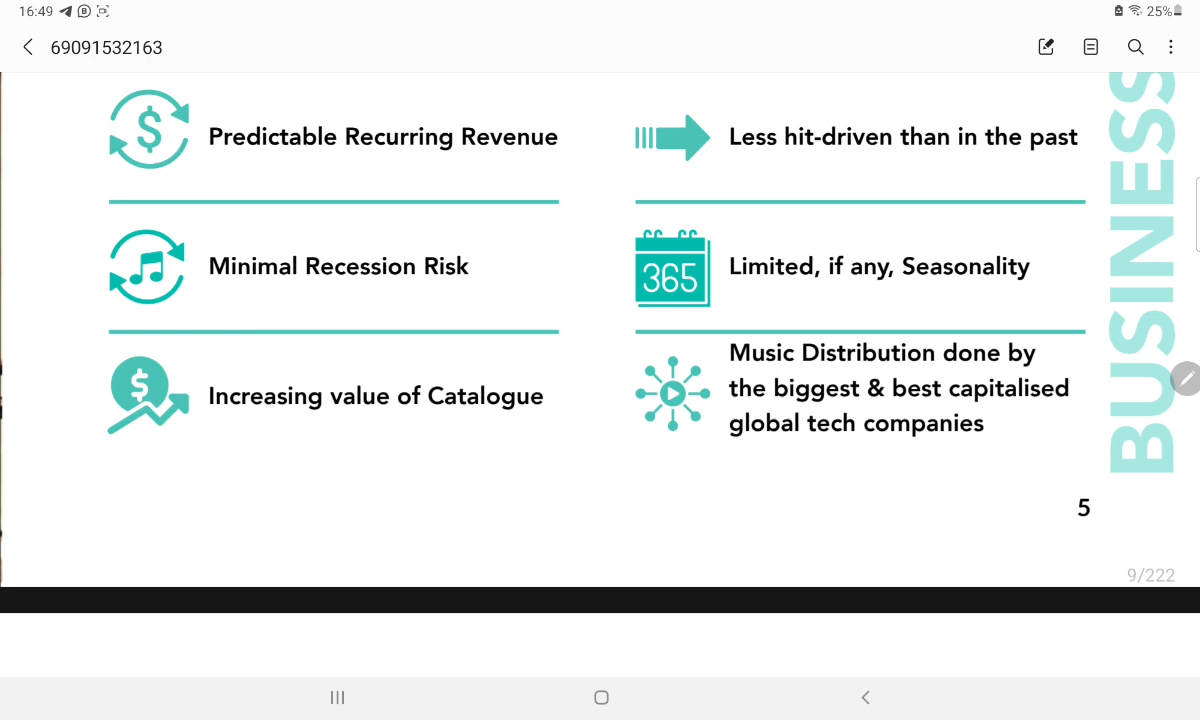 16:49
25%
69091532163
Predictable Recurring Revenue
Less hit-driven than in the past
Minimal Recession Risk
365
Limited, if any, Seasonality
Increasing value of Catalogue
Music Distribution done by
the biggest & best capitalised
global tech companies
BUSINESS
5
9/222